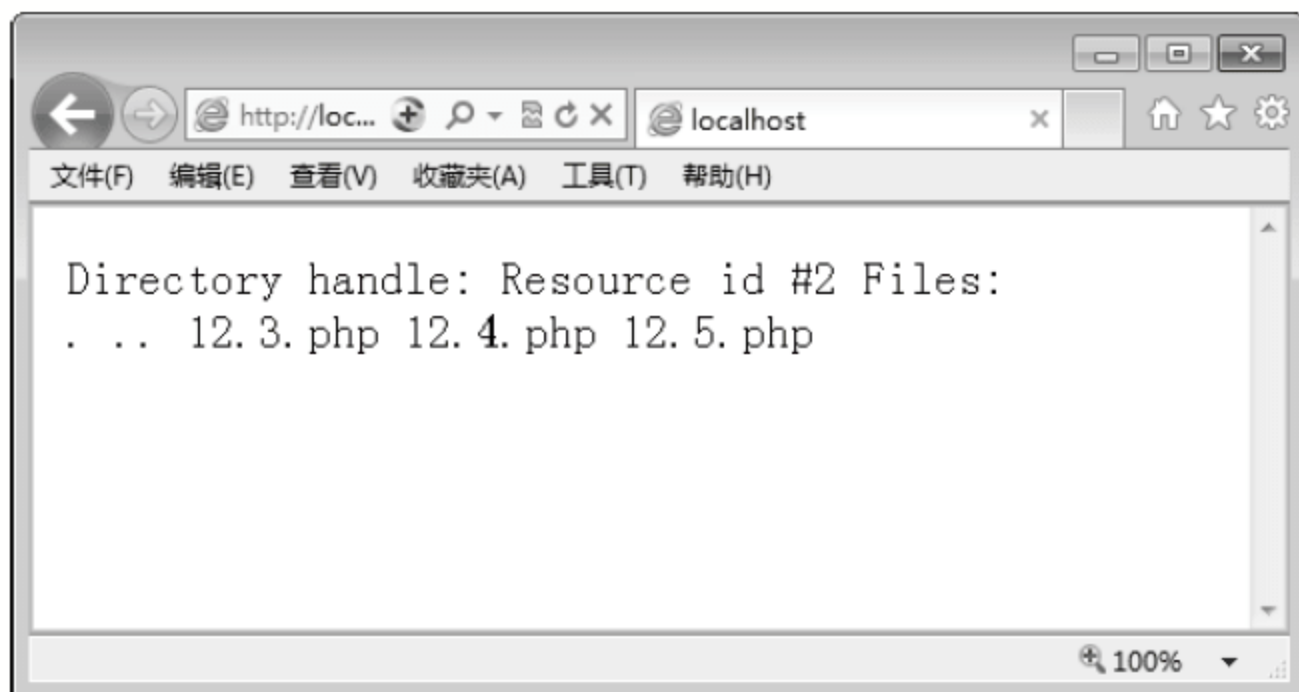 http://loc...
localhost
文件(F) 编辑(E) 查看(V) 收藏夹(A) 工具(T) 帮助(H)
Directory handle: Resource id #2 Files:
. .. 12.3.php 12.4.php 12.5.php
100%